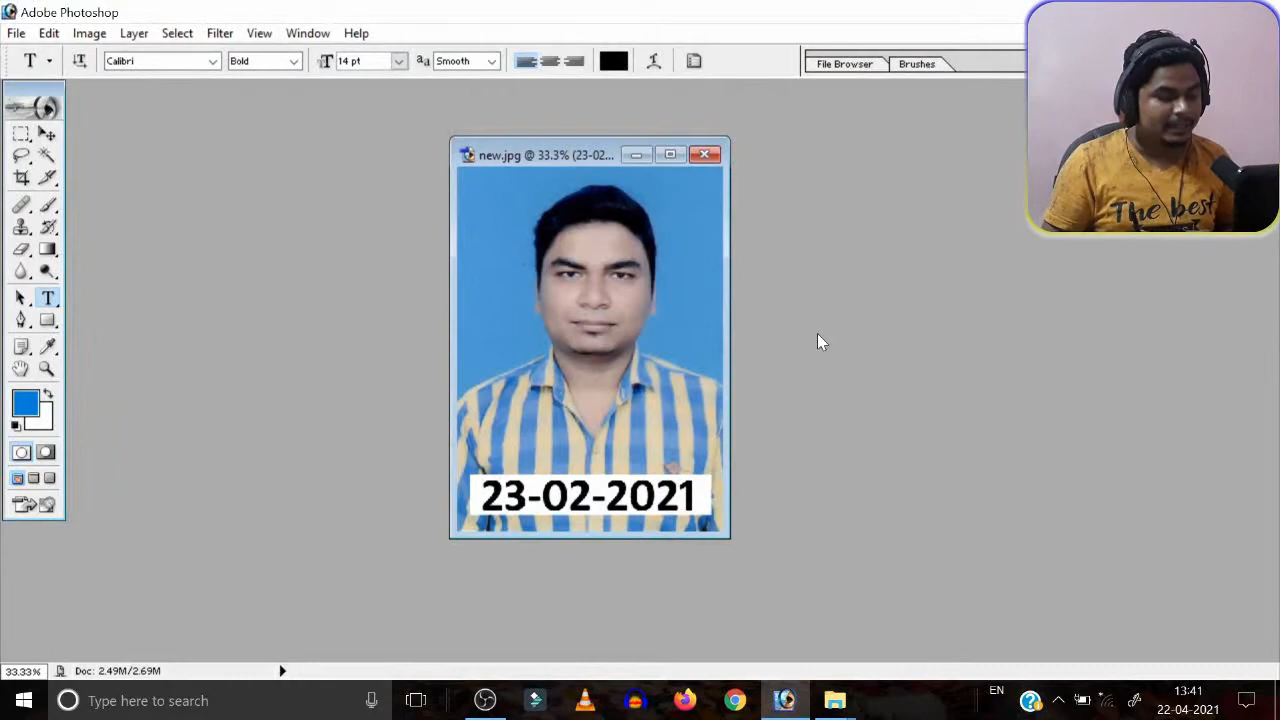 Adobe Photoshop
File Edit Image Layer Select Filter View Window Help
T T Calibri Bold T 14 pt aa Smooth File Browser Brushes
new.jpg @ 33.3% (23-02...
The best
T
23-02-2021
33.33% Doc: 2.49M/2.69M
Type here to search
EN
13:41
22-04-2021